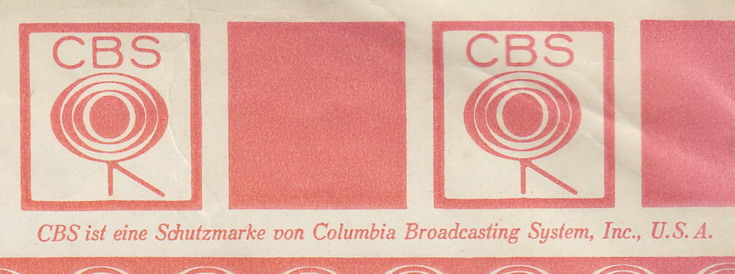 CBS CBS
CBS ist eine Schutzmarke von Columbia Broadcasting System, Inc., U.S.A.